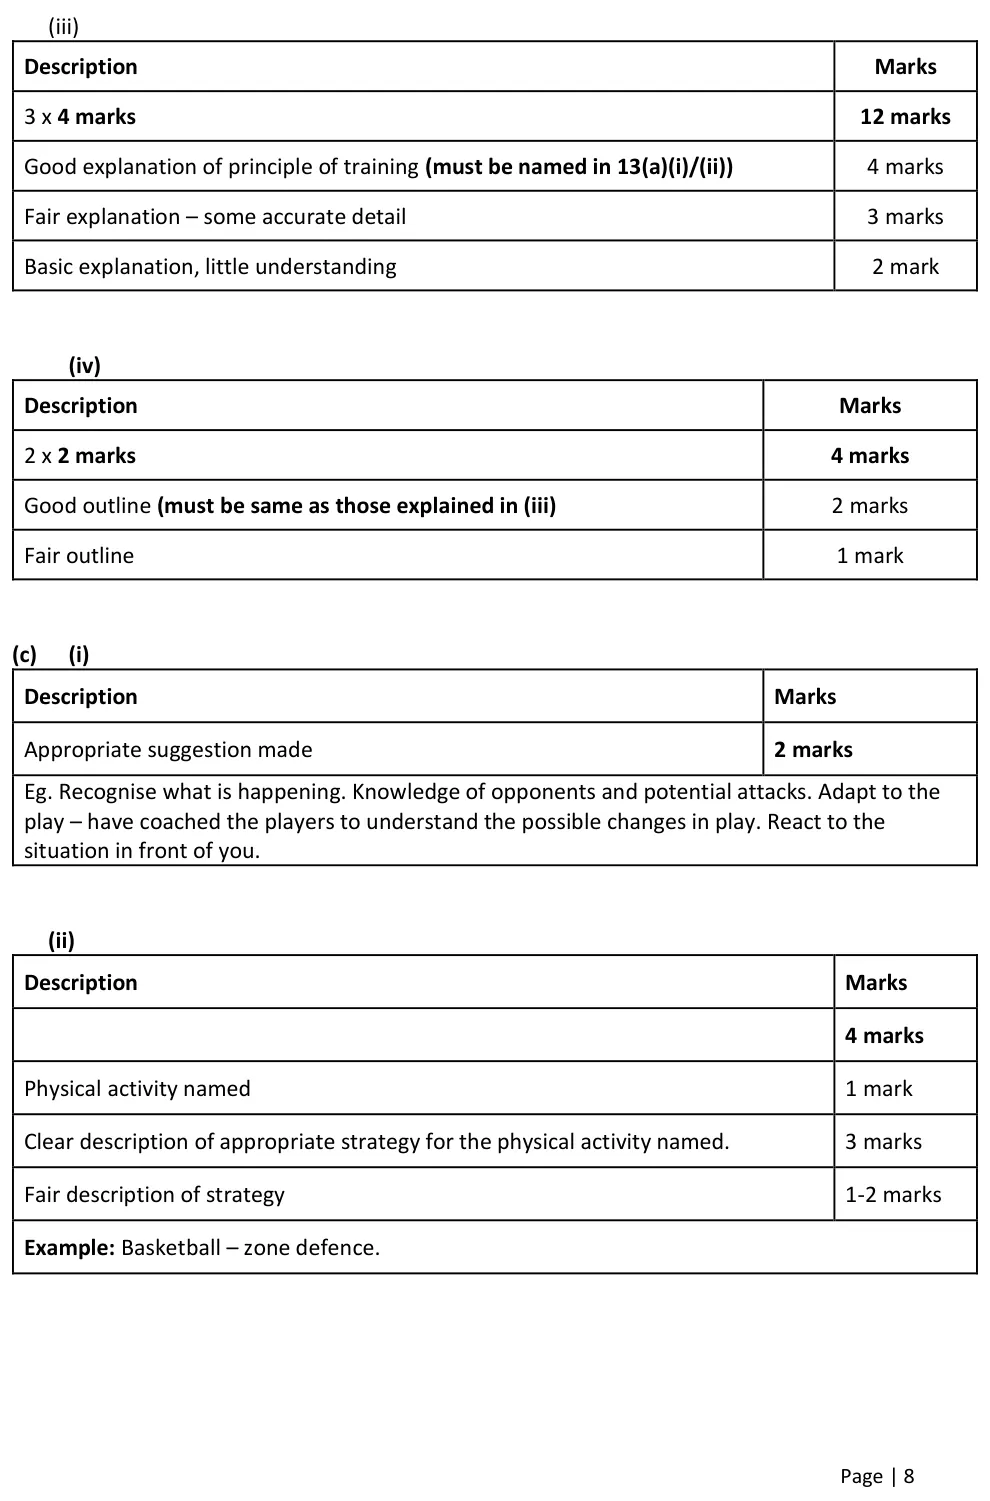 (iii)
Description Marks
3 x 4 marks 12 marks
Good explanation of principle of training (must be named in 13(a)(i)/(ii)) 4 marks
Fair explanation – some accurate detail 3 marks
Basic explanation, little understanding 2 mark
(iv)
Description Marks
2 x 2 marks 4 marks
Good outline (must be same as those explained in (iii) 2 marks
Fair outline 1 mark
(c) (i)
Description Marks
Appropriate suggestion made 2 marks
Eg. Recognise what is happening. Knowledge of opponents and potential attacks. Adapt to the
play – have coached the players to understand the possible changes in play. React to the
situation in front of you.
(ii)
Description Marks
4 marks
Physical activity named 1 mark
Clear description of appropriate strategy for the physical activity named. 3 marks
Fair description of strategy 1-2 marks
Example: Basketball – zone defence.
Page | 8